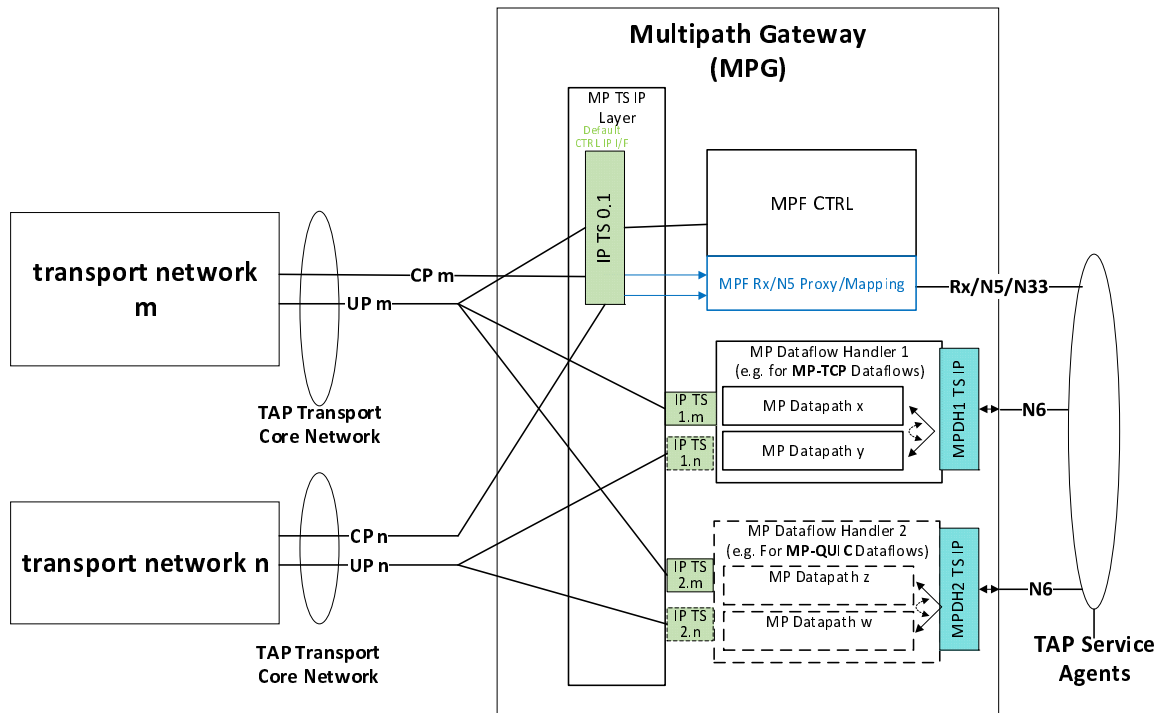 Multipath Gateway
(MPG)
MP TS IP
Layer
Default
CTRL IP I/F
IP TS 0.1
MPF CTRL
MPF Rx/N5 Proxy/Mapping
transport network
m
CP m
UP m
TAP Transport
Core Network
Rx/N5/N33
MP Dataflow Handler 1
(e.g. for MP-TCP Dataflows)
IP TS
1.m
MP Datapath x
IP TS
1.n
MP Datapath y
MPDH1 TS IP
N6
transport network n
CP n
UP n
TAP Transport
Core Network
MP Dataflow Handler 2
(e.g. For MP-QUIC Dataflows)
IP TS
2.m
MP Datapath z
IP TS
2.n
MP Datapath w
MPDH2 TS IP
N6
TAP Service
Agents